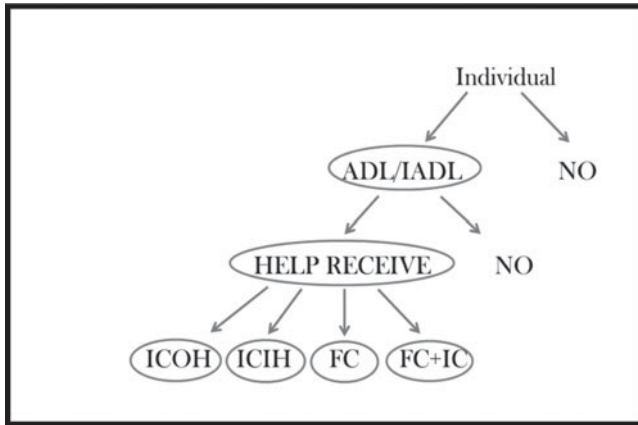 Individual
ADL/IADL NO
HELP RECEIVE NO
ICOH ICIH FC FC+IC